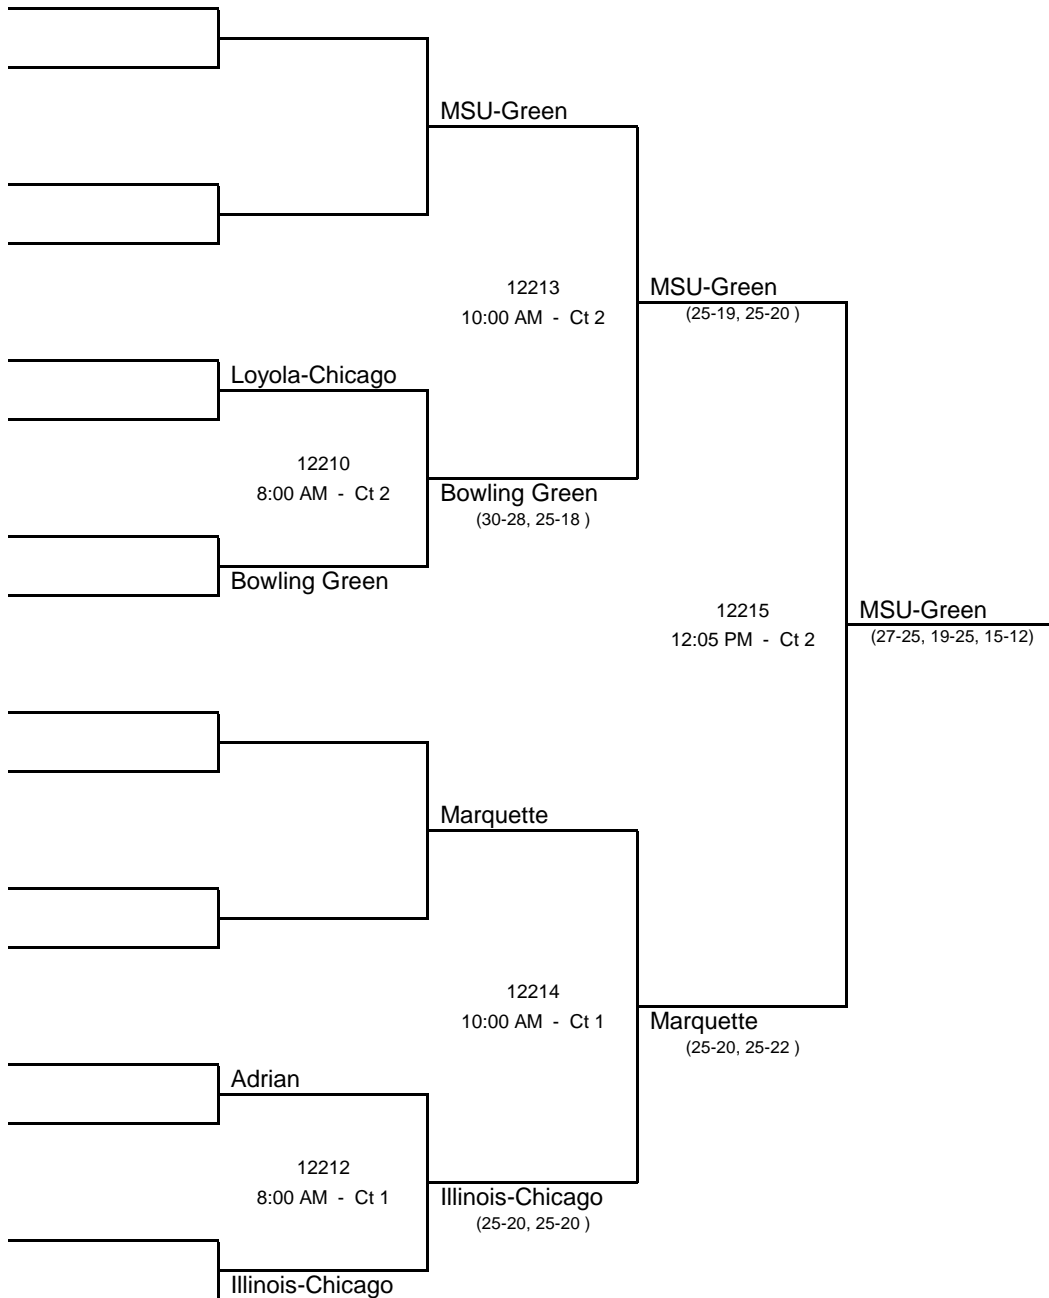 MSU-Green
12213
10:00 AM - Ct 2
MSU-Green
(25-19, 25-20 )
Loyola-Chicago
12210
8:00 AM - Ct 2
Bowling Green
(30-28, 25-18 )
Bowling Green
12215
12:05 PM - Ct 2
MSU-Green
(27-25, 19-25, 15-12)
Marquette
12214
10:00 AM - Ct 1
Marquette
(25-20, 25-22 )
Adrian
12212
8:00 AM - Ct 1
Illinois-Chicago
(25-20, 25-20 )
Illinois-Chicago